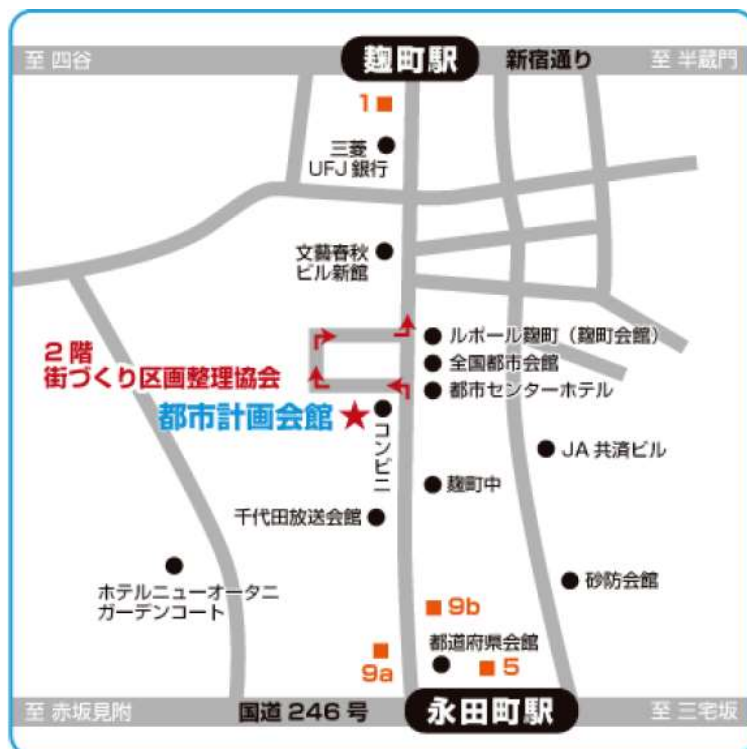 至 四谷
麹町駅
新宿通り
至 半蔵門
1
三菱
UFJ 銀行
文藝春秋
ビル新館
2 階
街づくり区画整理協会
都市計画会館
ルポール麹町（麹町会館）
全国都市会館
都市センターホテル
コンビニ
JA 共済ビル
麹町中
千代田放送会館
ホテルニューオータニ
ガーデンコート
砂防会館
9b
都道府県会館
9a
5
至 赤坂見附
国道 246 号
永田町駅
至 三宅坂